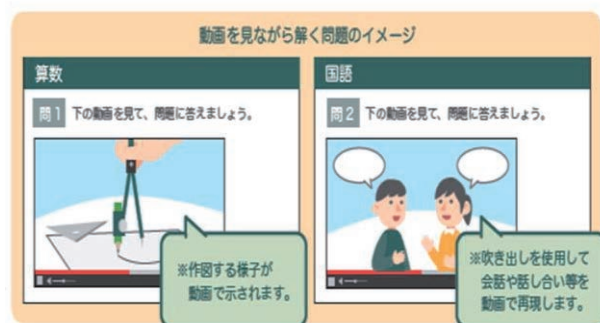 動画を見ながら解く問題のイメージ
算数
問1 下の動画を見て、問題に答えましょう。
※作図する様子が
動画で示されます。
国語
問2 下の動画を見て、問題に答えましょう。
※吹き出しを使用して
会話や話し合い等を
動画で再現します。